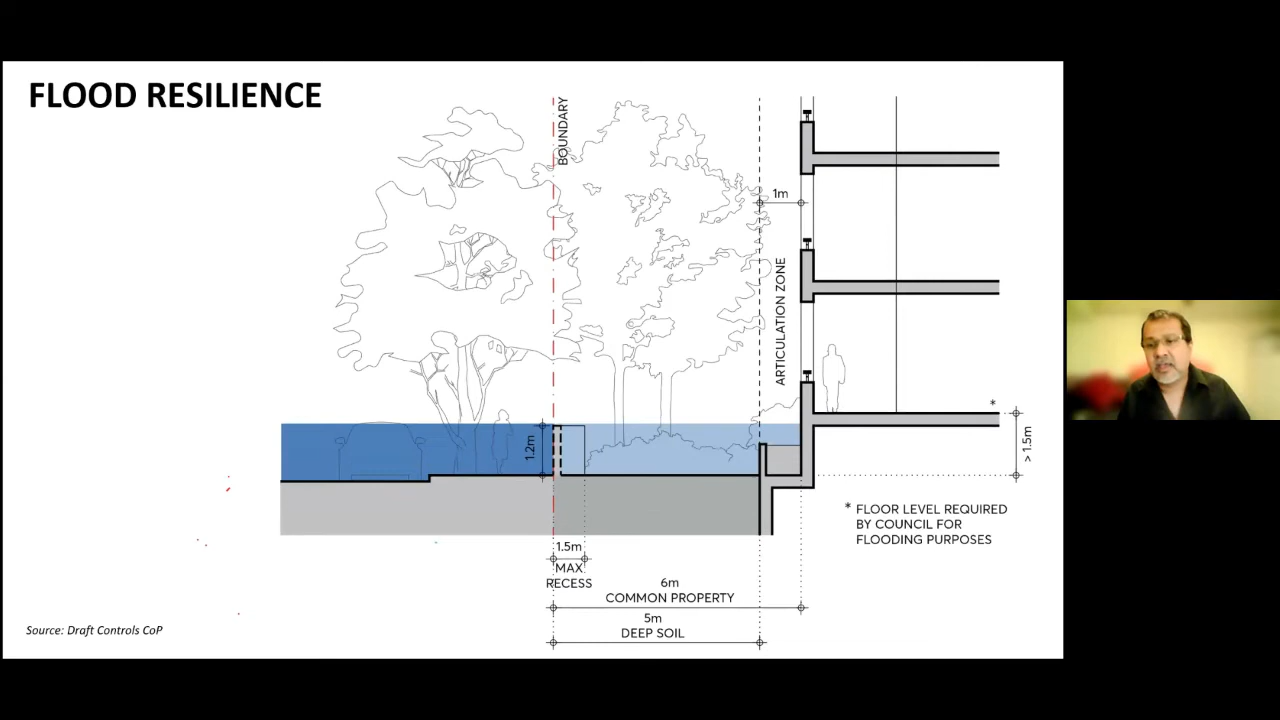 FLOOD RESILIENCE
BOUNDARY
1m
ARTICULATION ZONE
*
1.2m
> 1.5m
* FLOOR LEVEL REQUIRED
BY COUNCIL FOR
FLOODING PURPOSES
1.5m
MAX
RECESS
6m
COMMON PROPERTY
5m
DEEP SOIL
Source: Draft Controls CoP